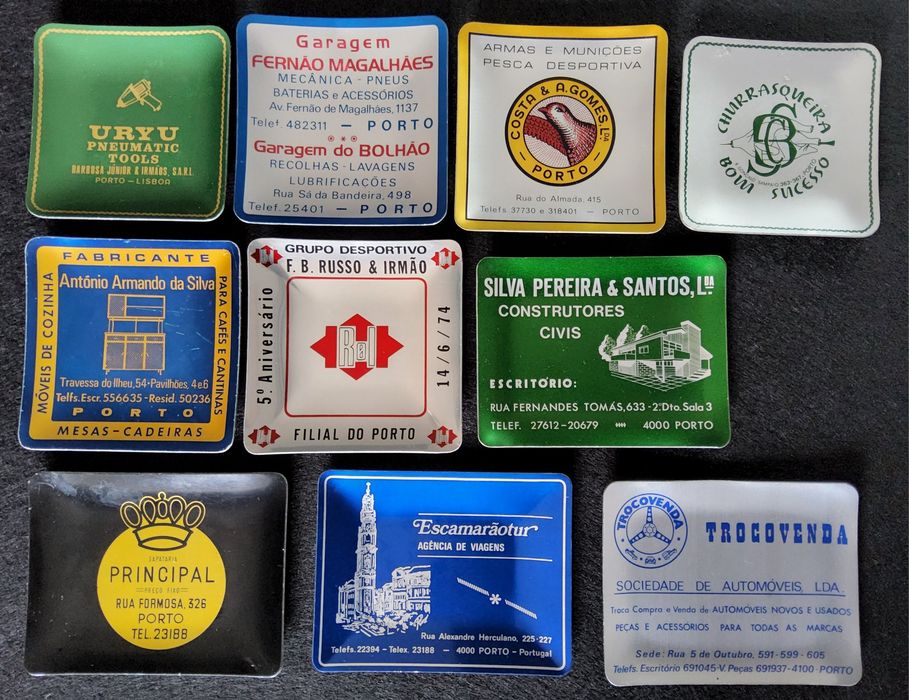 URYU
PNEUMATIC
TOOLS
BARBOSA JÚNIOR & IRMÃOS, S.A.R.L.
PORTO - LISBOA
Garagem
FERNÃO MAGALHÃES
MECÂNICA - PNEUS
BATERIAS e ACESSÓRIOS
Av. Fernão de Magalhães, 1137
Telef. 482311 - PORTO
Garagem do BOLHÃO
RECOLHAS - LAVAGENS
LUBRIFICAÇÕES
Rua Sá da Bandeira, 498
Telef. 25401 - PORTO
ARMAS E MUNIÇÕES
PESCA DESPORTIVA
COSTA & A. GOMES, LDA
- PORTO -
Rua do Almada, 415
Telefs. 37730 e 318401 - PORTO
CHURRASQUEIRA
BOM SUCESSO
FABRICANTE
MÓVEIS DE COZINHA
PARA CAFÉS E CANTINAS
António Armando da Silva
Travessa do Ilheu, 54-Pavilhões, 4 e 6
Telfs. Escr. 556635 - Resid. 50236
PORTO
MESAS - CADEIRAS
GRUPO DESPORTIVO
F. B. RUSSO & IRMÃO
5.º Aniversário
R&I
14/6/74
FILIAL DO PORTO
SILVA PEREIRA & SANTOS, L.DA
CONSTRUTORES
CIVIS
ESCRITÓRIO:
RUA FERNANDES TOMÁS, 633 - 2.º Dto. Sala 3
TELEF. 27612 - 20679 4000 PORTO
SAPATARIA
PRINCIPAL
PREÇO FIXO
RUA FORMOSA, 326
PORTO
TEL. 23188
Escamarãotur
AGÊNCIA DE VIAGENS
Rua Alexandre Herculano, 225-227
Telefs. 22394 - Telex. 23188 - 4000 PORTO - Portugal
TROCOVENDA
TROCOVENDA
SOCIEDADE DE AUTOMÓVEIS, LDA.
Troca Compra e Venda de AUTOMÓVEIS NOVOS E USADOS
PEÇAS E ACESSÓRIOS PARA TODAS AS MARCAS
Sede: Rua 5 de Outubro, 591-599-605
Telefs. Escritório 691045-V. Peças 691937-4100-PORTO